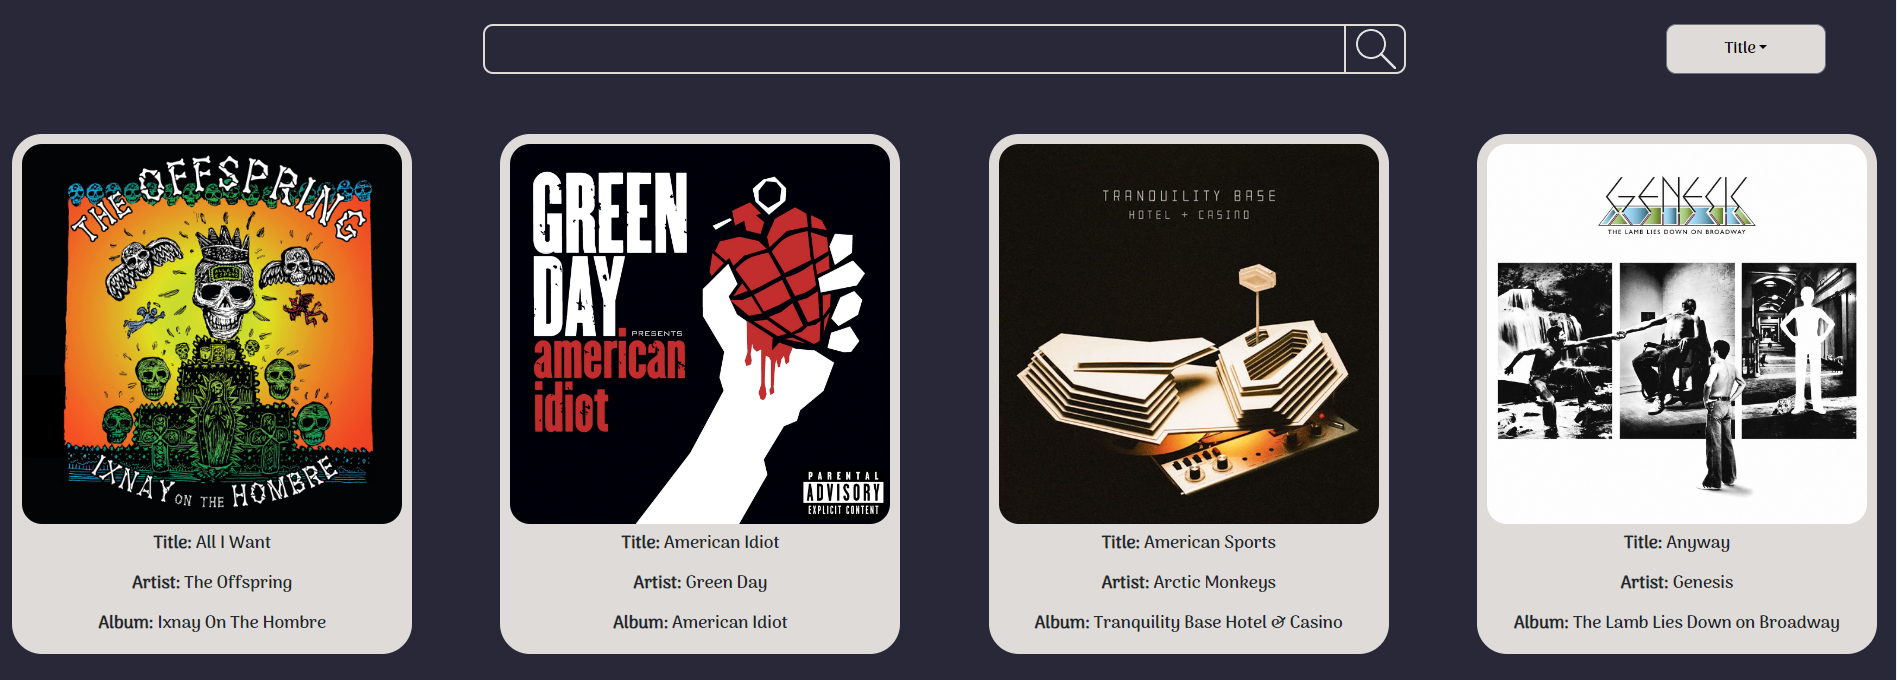 Title
THE OFFSPRING
IXNAY ON THE HOMBRE
Title: All I Want
Artist: The Offspring
Album: Ixnay On The Hombre
GREEN
DAY
PRESENTS
american
idiot
PARENTAL
ADVISORY
EXPLICIT CONTENT
Title: American Idiot
Artist: Green Day
Album: American Idiot
TRANQUILITY BASE
HOTEL + CASINO
Title: American Sports
Artist: Arctic Monkeys
Album: Tranquility Base Hotel & Casino
GENESIS
THE LAMB LIES DOWN ON BROADWAY
Title: Anyway
Artist: Genesis
Album: The Lamb Lies Down on Broadway